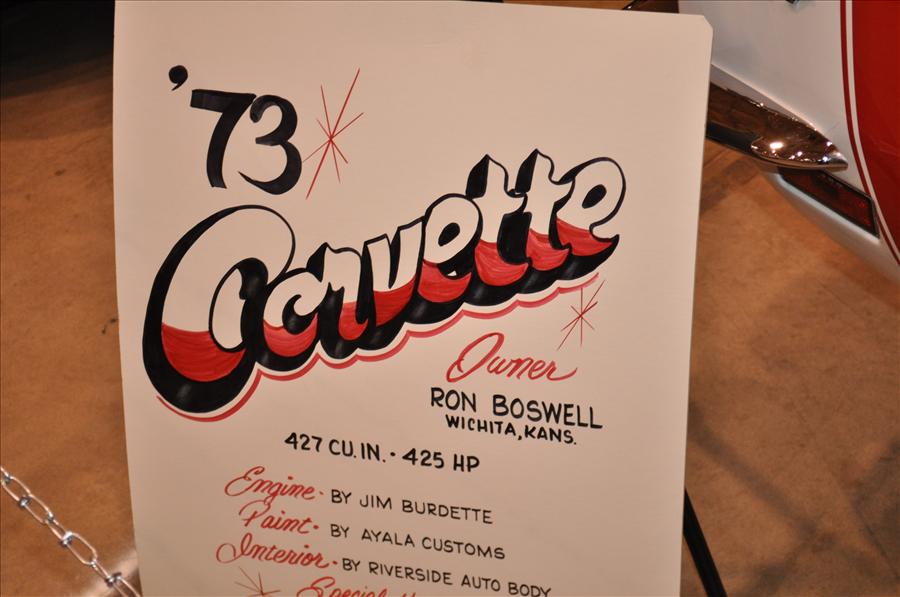 '73
Corvette
Owner
RON BOSWELL
WICHITA, KANS.
427 CU. IN. • 425 HP
Engine • BY JIM BURDETTE
Paint • BY AYALA CUSTOMS
Interior • BY RIVERSIDE AUTO BODY
Special